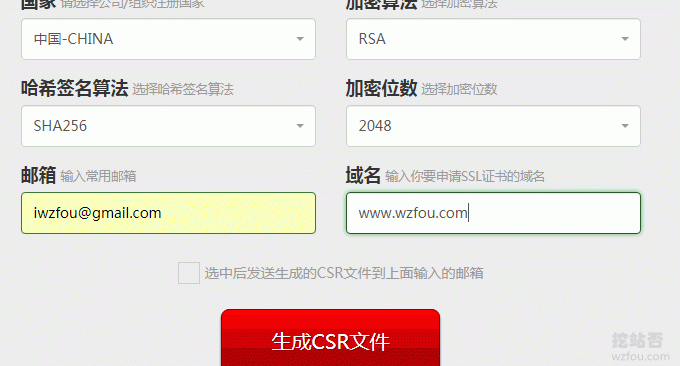 国家 请选择公司/组织注册国家
加密算法 选择加密算法
中国-CHINA
RSA
哈希签名算法 选择哈希签名算法
加密位数 选择加密位数
SHA256
2048
邮箱 输入常用邮箱
域名 输入你要申请SSL证书的域名
iwzfou@gmail.com
www.wzfou.com
选中后发送生成的CSR文件到上面输入的邮箱
生成CSR文件
挖站否
wzfou.com